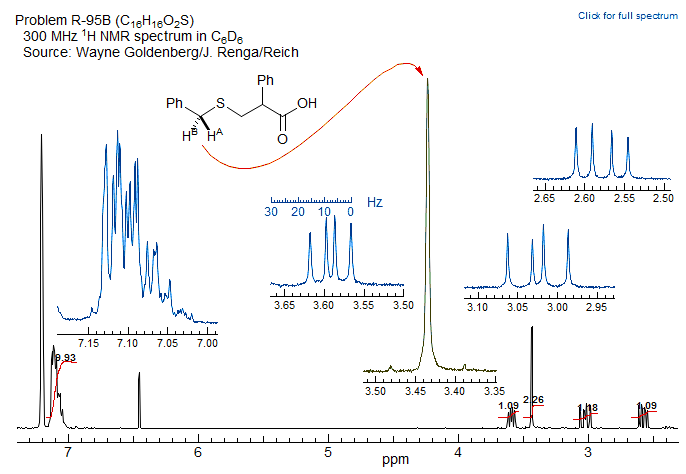 Problem R-95B (C₁₆H₁₆O₂S)
Click for full spectrum
300 MHz ¹H NMR spectrum in C₆D₆
Source: Wayne Goldenberg/J. Renga/Reich
Ph
Ph S OH
O
Hᴮ Hᴬ
30 20 10 0 Hz
2.65 2.60 2.55 2.50
3.65 3.60 3.55 3.50
3.10 3.05 3.00 2.95
7.15 7.10 7.05 7.00
3.50 3.45 3.40 3.35
9.93
1.09 2.26 1.18 1.09
7 6 5 4 3
ppm